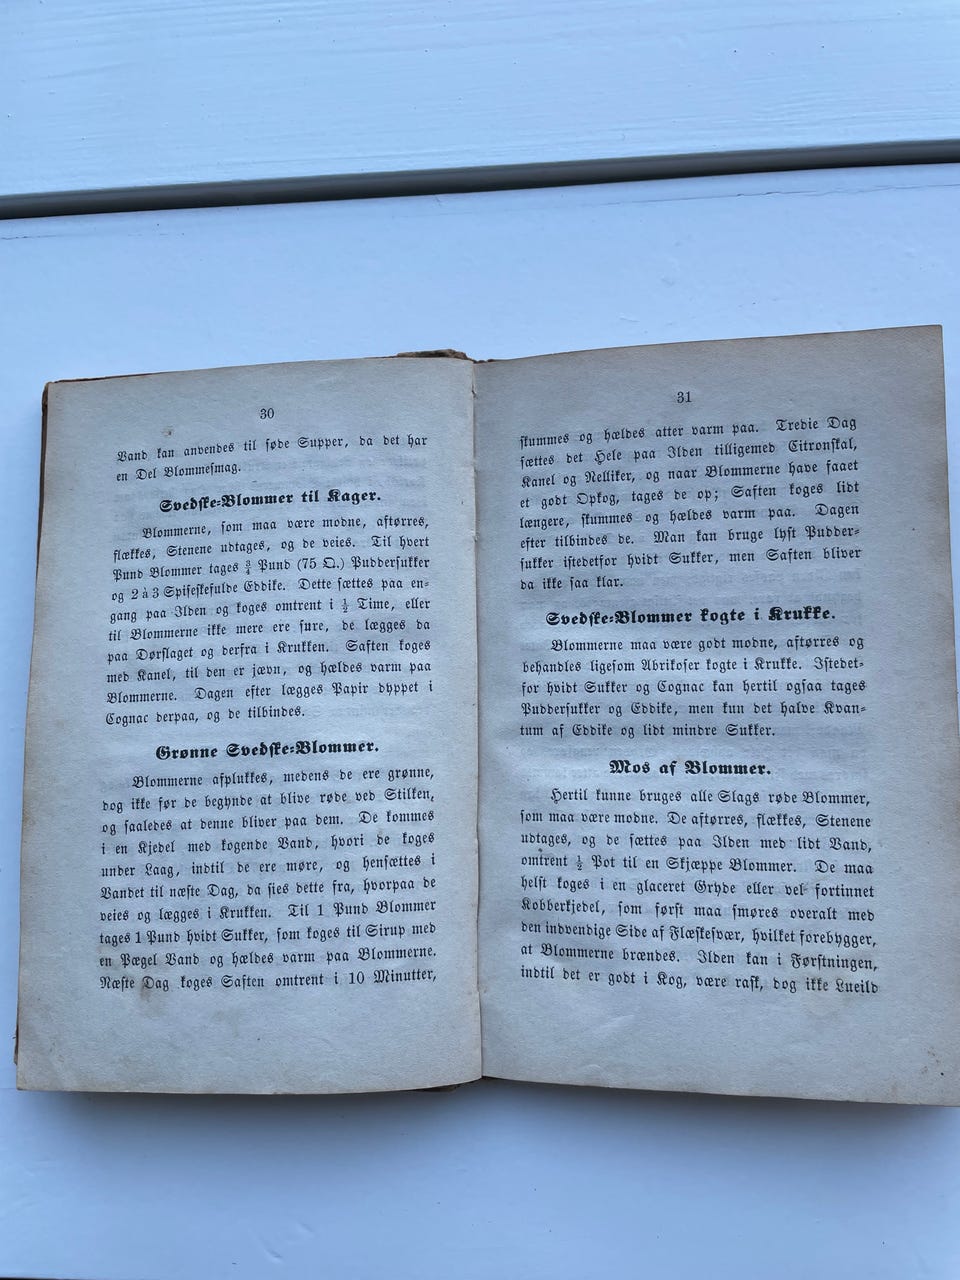 30
Vand kan anvendes til søde Supper, da det har
en Del Blommesmag.
Svedske-Blommer til Kager.
Blommerne, som maa være modne, aftørres,
flækkes, Stenene udtages, og de veies. Til hvert
Pund Blommer tages ¾ Pund (75 Q.) Puddersukker
og 2 à 3 Spiseskefulde Eddike. Dette sættes paa en-
gang paa Ilden og koges omtrent i ½ Time, eller
til Blommerne ikke mere ere sure, de lægges da
paa Dørslaget og derfra i Krukken. Saften koges
med Kanel, til den er jævn, og hældes varm paa
Blommerne. Dagen efter lægges Papir dyppet i
Cognac derpaa, og de tilbindes.
Grønne Svedske-Blommer.
Blommerne afplukkes, medens de ere grønne,
dog ikke før de begynde at blive røde ved Stilken,
og saaledes at denne bliver paa dem. De kommes
i en Kjedel med kogende Vand, hvori de koges
under Laag, indtil de ere møre, og hensættes i
Vandet til næste Dag, da sies dette fra, hvorpaa de
veies og lægges i Krukken. Til 1 Pund Blommer
tages 1 Pund hvidt Sukker, som koges til Sirup med
en Pægel Vand og hældes varm paa Blommerne.
Næste Dag koges Saften omtrent i 10 Minutter,
31
skummes og hældes atter varm paa. Tredie Dag
sættes det Hele paa Ilden tilligemed Citronskal,
Kanel og Nelliker, og naar Blommerne have faaet
et godt Opkog, tages de op; Saften koges lidt
længere, skummes og hældes varm paa. Dagen
efter tilbindes de. Man kan bruge lyst Pudder-
sukker istedetfor hvidt Sukker, men Saften bliver
da ikke saa klar.
Svedske-Blommer kogte i Krukke.
Blommerne maa være godt modne, aftørres og
behandles ligesom Abrikoser kogte i Krukke. Istedet-
for hvidt Sukker og Cognac kan hertil ogsaa tages
Puddersukker og Eddike, men kun det halve Kvan-
tum af Eddike og lidt mindre Sukker.
Mos af Blommer.
Hertil kunne bruges alle Slags røde Blommer,
som maa være modne. De aftørres, flækkes, Stenene
udtages, og de sættes paa Ilden med lidt Vand,
omtrent ½ Pot til en Skjæppe Blommer. De maa
helst koges i en glaceret Gryde eller vel fortinnet
Kobberkjedel, som først maa smøres overalt med
den indvendige Side af Flæskesvær, hvilket forebygger,
at Blommerne brændes. Ilden kan i Førstningen,
indtil det er godt i Kog, være rask, dog ikke Lueild